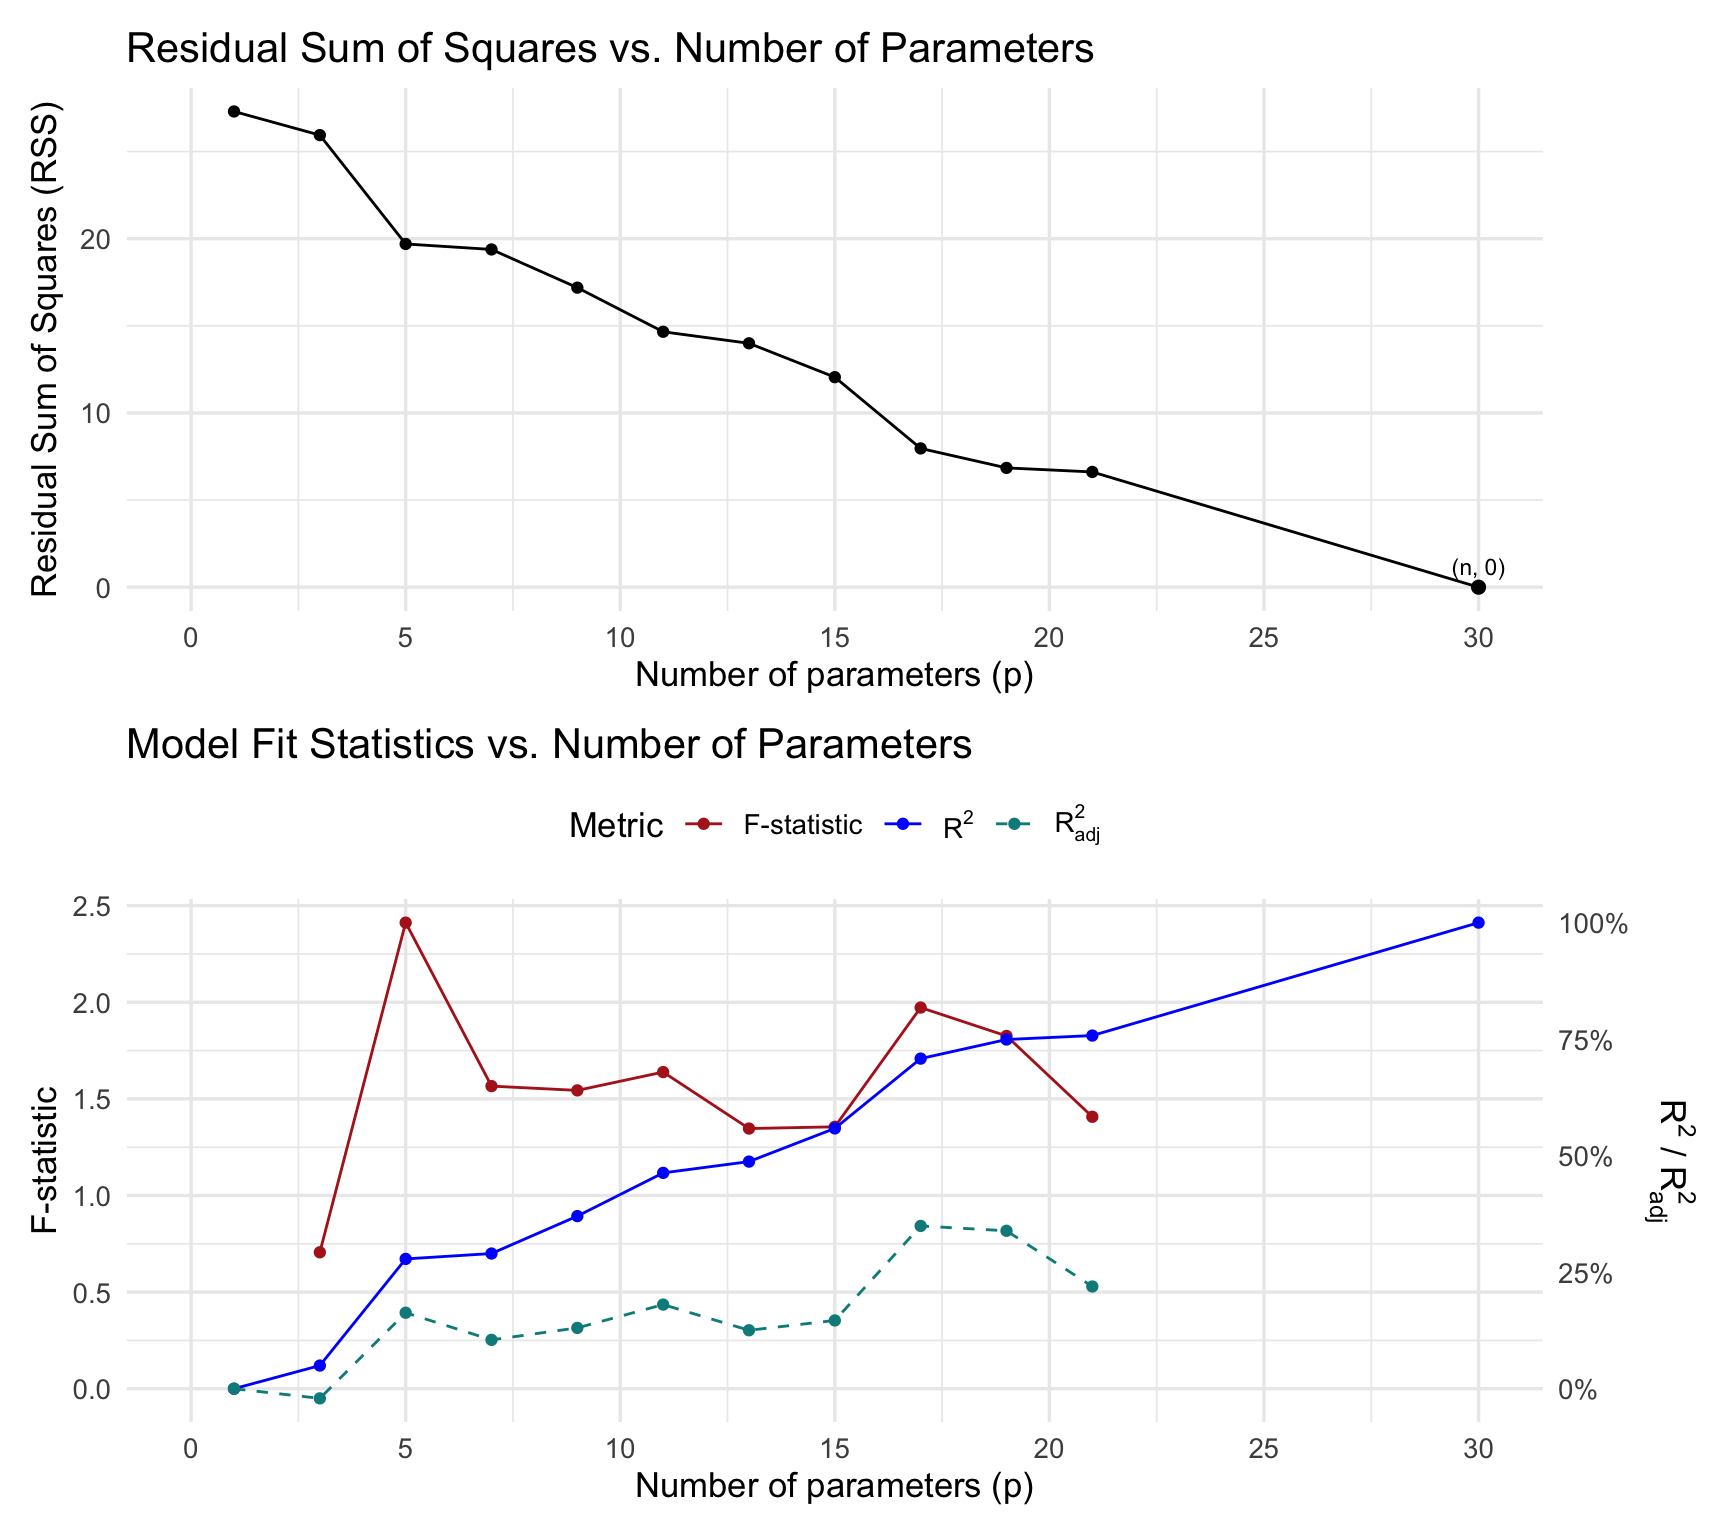 Residual Sum of Squares vs. Number of Parameters
Residual Sum of Squares (RSS)
20
10
0
(n, 0)
0 5 10 15 20 25 30
Number of parameters (p)
Model Fit Statistics vs. Number of Parameters
Metric F-statistic R² R²adj
F-statistic
2.5
2.0
1.5
1.0
0.5
0.0
100%
75%
50%
25%
0%
R² / R²adj
0 5 10 15 20 25 30
Number of parameters (p)